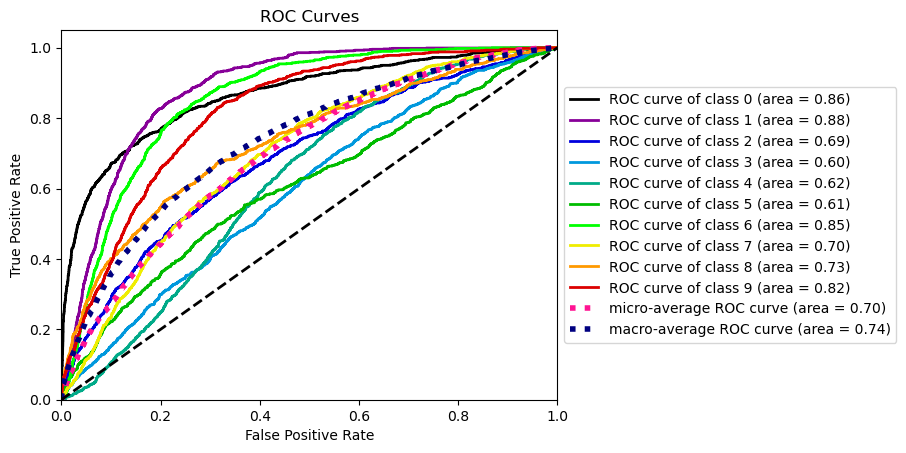 ROC Curves
True Positive Rate
1.0
0.8
0.6
0.4
0.2
0.0
0.0 0.2 0.4 0.6 0.8 1.0
False Positive Rate
ROC curve of class 0 (area = 0.86)
ROC curve of class 1 (area = 0.88)
ROC curve of class 2 (area = 0.69)
ROC curve of class 3 (area = 0.60)
ROC curve of class 4 (area = 0.62)
ROC curve of class 5 (area = 0.61)
ROC curve of class 6 (area = 0.85)
ROC curve of class 7 (area = 0.70)
ROC curve of class 8 (area = 0.73)
ROC curve of class 9 (area = 0.82)
micro-average ROC curve (area = 0.70)
macro-average ROC curve (area = 0.74)